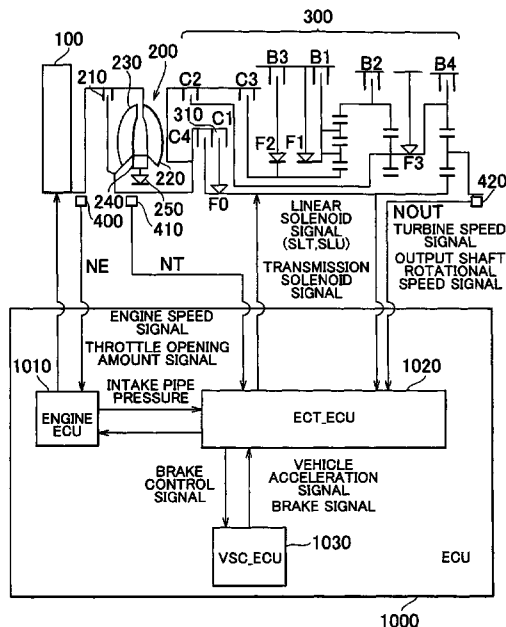 300
100
200
210
230
C2
C3
B3
B1
B2
B4
310
C1
C4
F2
F1
F3
220
240
250
F0
400
410
420
NE
NT
LINEAR
SOLENOID
SIGNAL
(SLT,SLU)
TRANSMISSION
SOLENOID
SIGNAL
NOUT
TURBINE SPEED
SIGNAL
OUTPUT SHAFT
ROTATIONAL
SPEED SIGNAL
ENGINE SPEED
SIGNAL
THROTTLE OPENING
AMOUNT SIGNAL
1010
INTAKE PIPE
PRESSURE
1020
ENGINE
ECU
ECT_ECU
BRAKE
CONTROL
SIGNAL
VEHICLE
ACCELERATION
SIGNAL
BRAKE SIGNAL
1030
VSC_ECU
ECU
1000